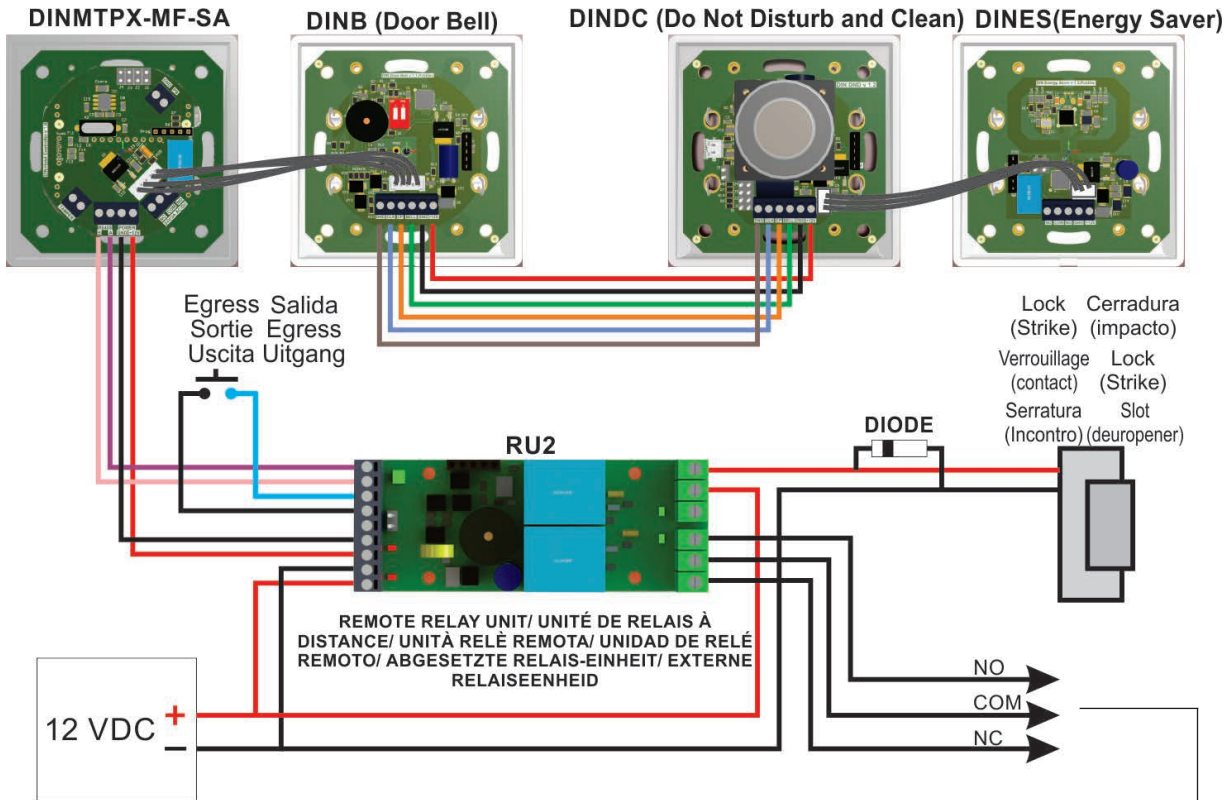 DINMTPX-MF-SA
DINB (Door Bell)
DINDC (Do Not Disturb and Clean)
DINES(Energy Saver)
Egress Salida
Sortie Egress
Uscita Uitgang
Lock Cerradura
(Strike) (impacto)
Verrouillage Lock
(contact) (Strike)
Serratura Slot
(Incontro) (deuropener)
DIODE
RU2
REMOTE RELAY UNIT/ UNITÉ DE RELAIS À
DISTANCE/ UNITÀ RELÈ REMOTA/ UNIDAD DE RELÉ
REMOTO/ ABGESETZTE RELAIS-EINHEIT/ EXTERNE
RELAISEENHEID
12 VDC + –
NO
COM
NC